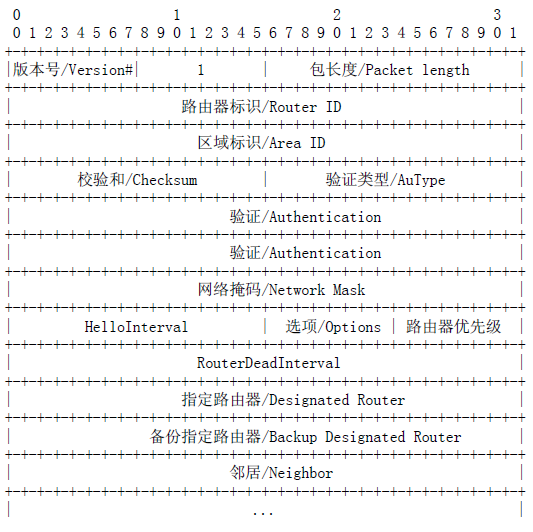 0 1 2 3
0 1 2 3 4 5 6 7 8 9 0 1 2 3 4 5 6 7 8 9 0 1 2 3 4 5 6 7 8 9 0 1
+-+-+-+-+-+-+-+-+-+-+-+-+-+-+-+-+-+-+-+-+-+-+-+-+-+-+-+-+-+-+-+-+
|版本号/Version#| 1 | 包长度/Packet length |
+-+-+-+-+-+-+-+-+-+-+-+-+-+-+-+-+-+-+-+-+-+-+-+-+-+-+-+-+-+-+-+-+
| 路由器标识/Router ID |
+-+-+-+-+-+-+-+-+-+-+-+-+-+-+-+-+-+-+-+-+-+-+-+-+-+-+-+-+-+-+-+-+
| 区域标识/Area ID |
+-+-+-+-+-+-+-+-+-+-+-+-+-+-+-+-+-+-+-+-+-+-+-+-+-+-+-+-+-+-+-+-+
| 校验和/Checksum | 验证类型/AuType |
+-+-+-+-+-+-+-+-+-+-+-+-+-+-+-+-+-+-+-+-+-+-+-+-+-+-+-+-+-+-+-+-+
| 验证/Authentication |
+-+-+-+-+-+-+-+-+-+-+-+-+-+-+-+-+-+-+-+-+-+-+-+-+-+-+-+-+-+-+-+-+
| 验证/Authentication |
+-+-+-+-+-+-+-+-+-+-+-+-+-+-+-+-+-+-+-+-+-+-+-+-+-+-+-+-+-+-+-+-+
| 网络掩码/Network Mask |
+-+-+-+-+-+-+-+-+-+-+-+-+-+-+-+-+-+-+-+-+-+-+-+-+-+-+-+-+-+-+-+-+
| HelloInterval | 选项/Options | 路由器优先级 |
+-+-+-+-+-+-+-+-+-+-+-+-+-+-+-+-+-+-+-+-+-+-+-+-+-+-+-+-+-+-+-+-+
| RouterDeadInterval |
+-+-+-+-+-+-+-+-+-+-+-+-+-+-+-+-+-+-+-+-+-+-+-+-+-+-+-+-+-+-+-+-+
| 指定路由器/Designated Router |
+-+-+-+-+-+-+-+-+-+-+-+-+-+-+-+-+-+-+-+-+-+-+-+-+-+-+-+-+-+-+-+-+
| 备份指定路由器/Backup Designated Router |
+-+-+-+-+-+-+-+-+-+-+-+-+-+-+-+-+-+-+-+-+-+-+-+-+-+-+-+-+-+-+-+-+
| 邻居/Neighbor |
+-+-+-+-+-+-+-+-+-+-+-+-+-+-+-+-+-+-+-+-+-+-+-+-+-+-+-+-+-+-+-+-+
| ... |